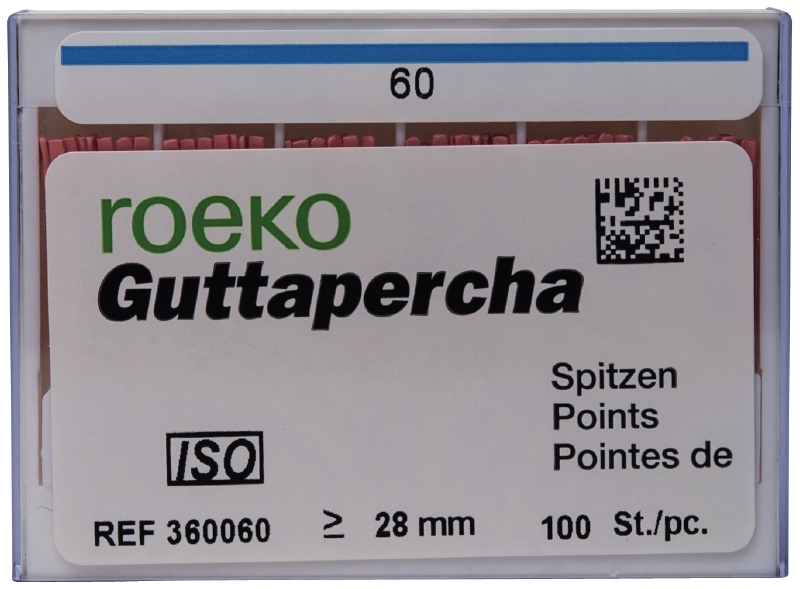 60
roeko
Guttapercha
Spitzen
Points
Pointes de
ISO
REF 360060 ≥ 28 mm 100 St./pc.